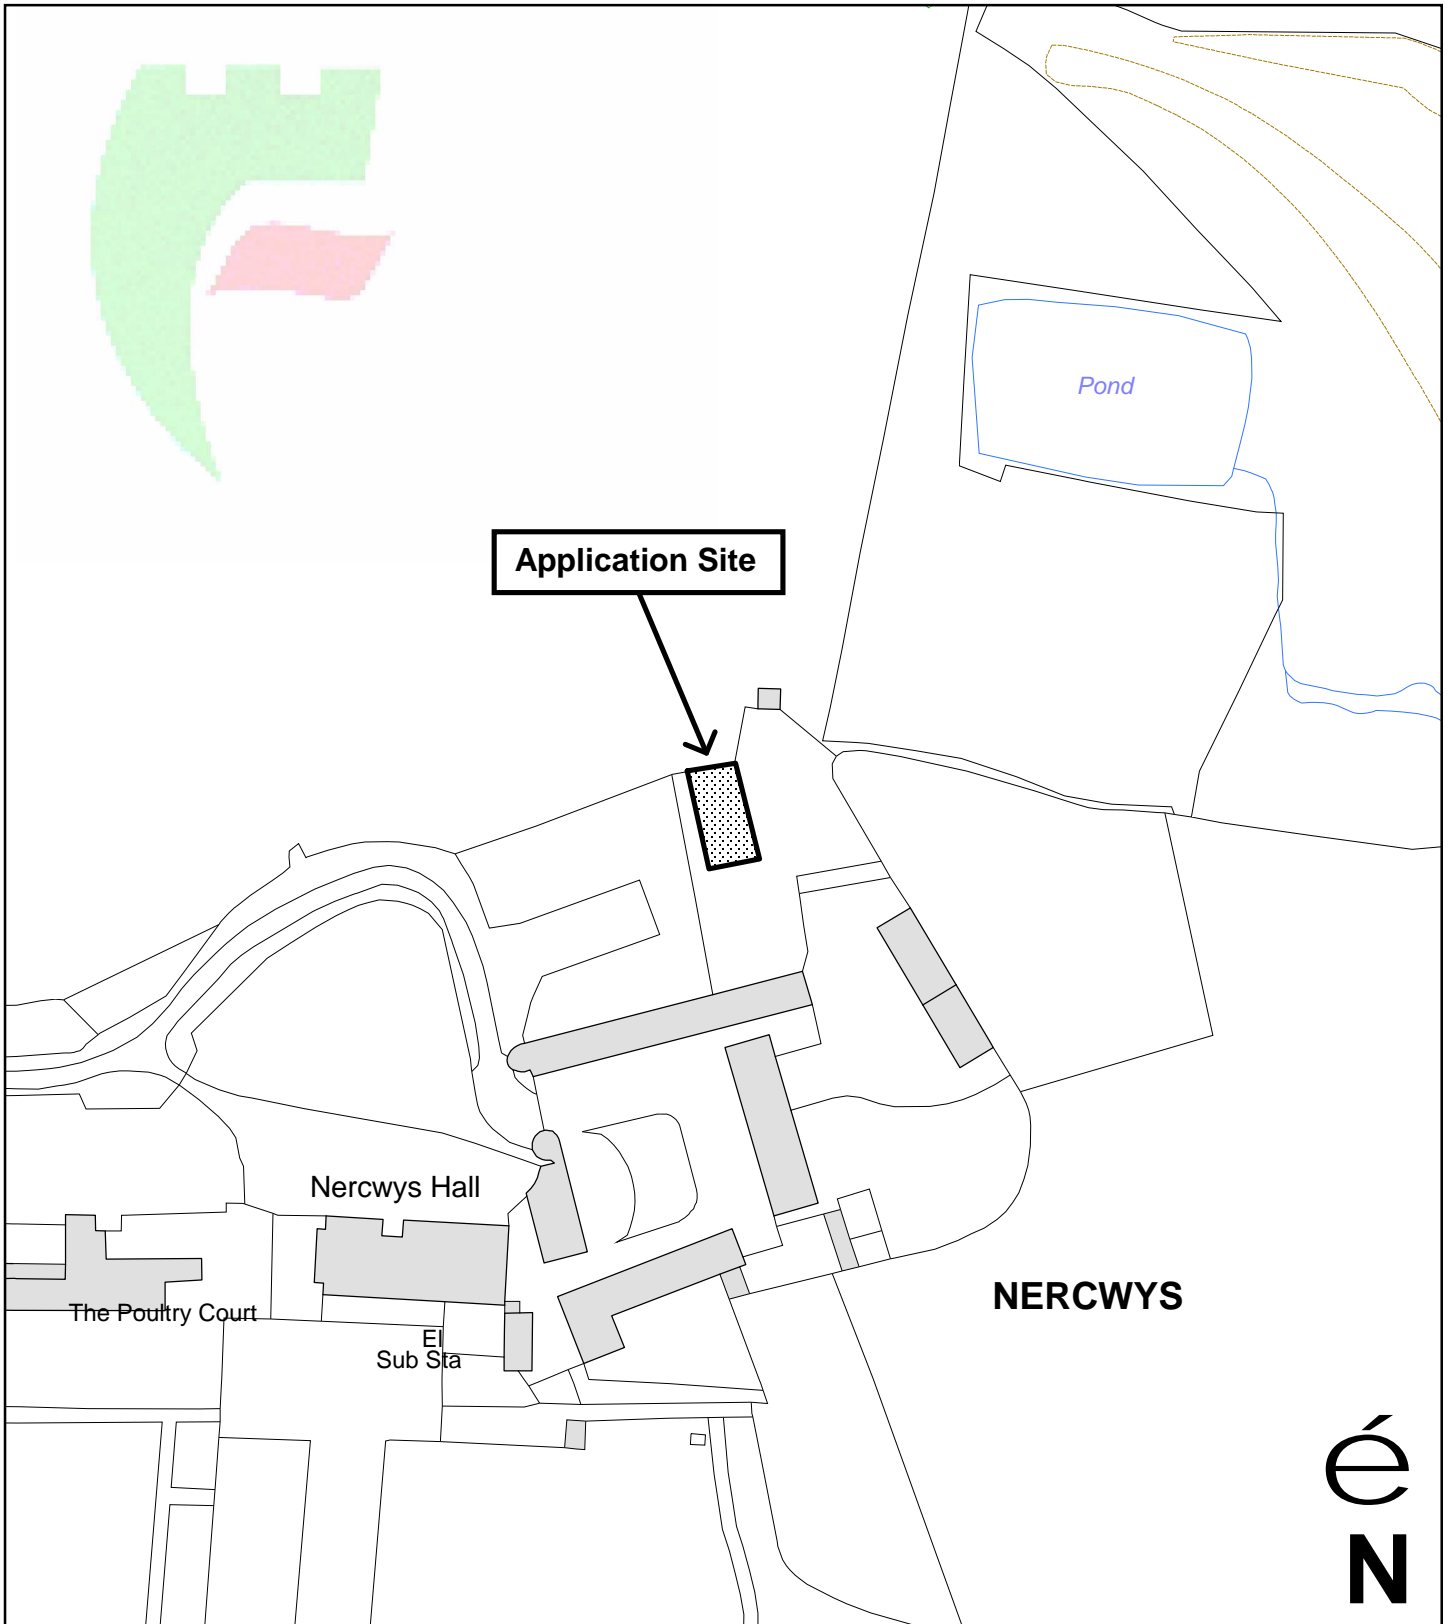 Pond
Application Site
Nercwys Hall
NERCWYS
The Poultry Court
El
Sub Sta
é
N